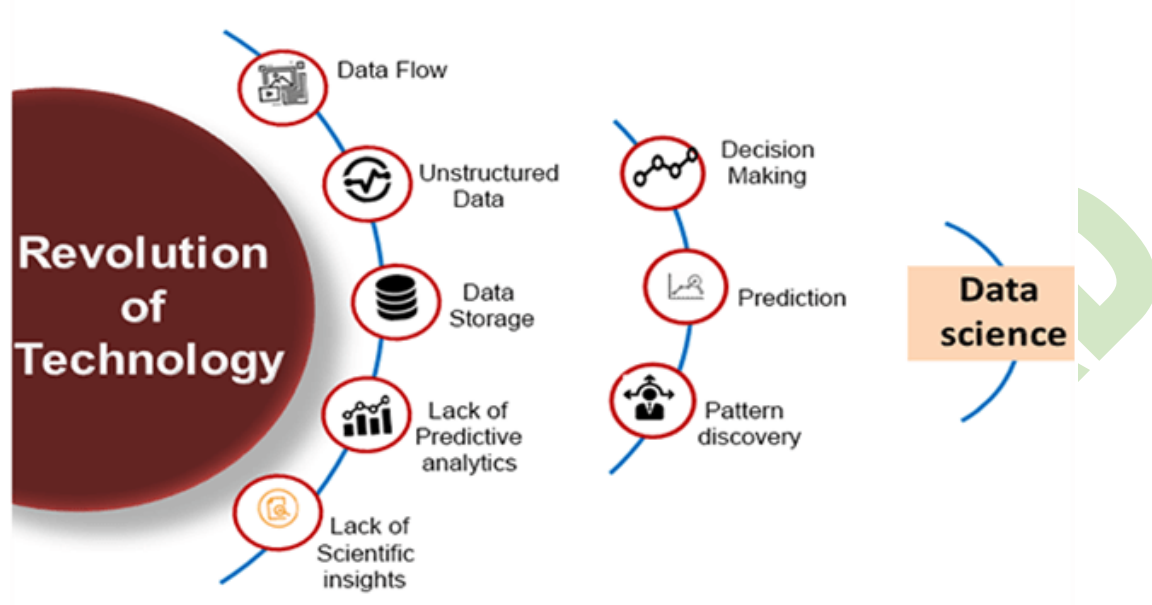 Revolution
of
Technology
Data Flow
Unstructured
Data
Data
Storage
Lack of
Predictive
analytics
Lack of
Scientific
insights
Decision
Making
Prediction
Pattern
discovery
Data
science